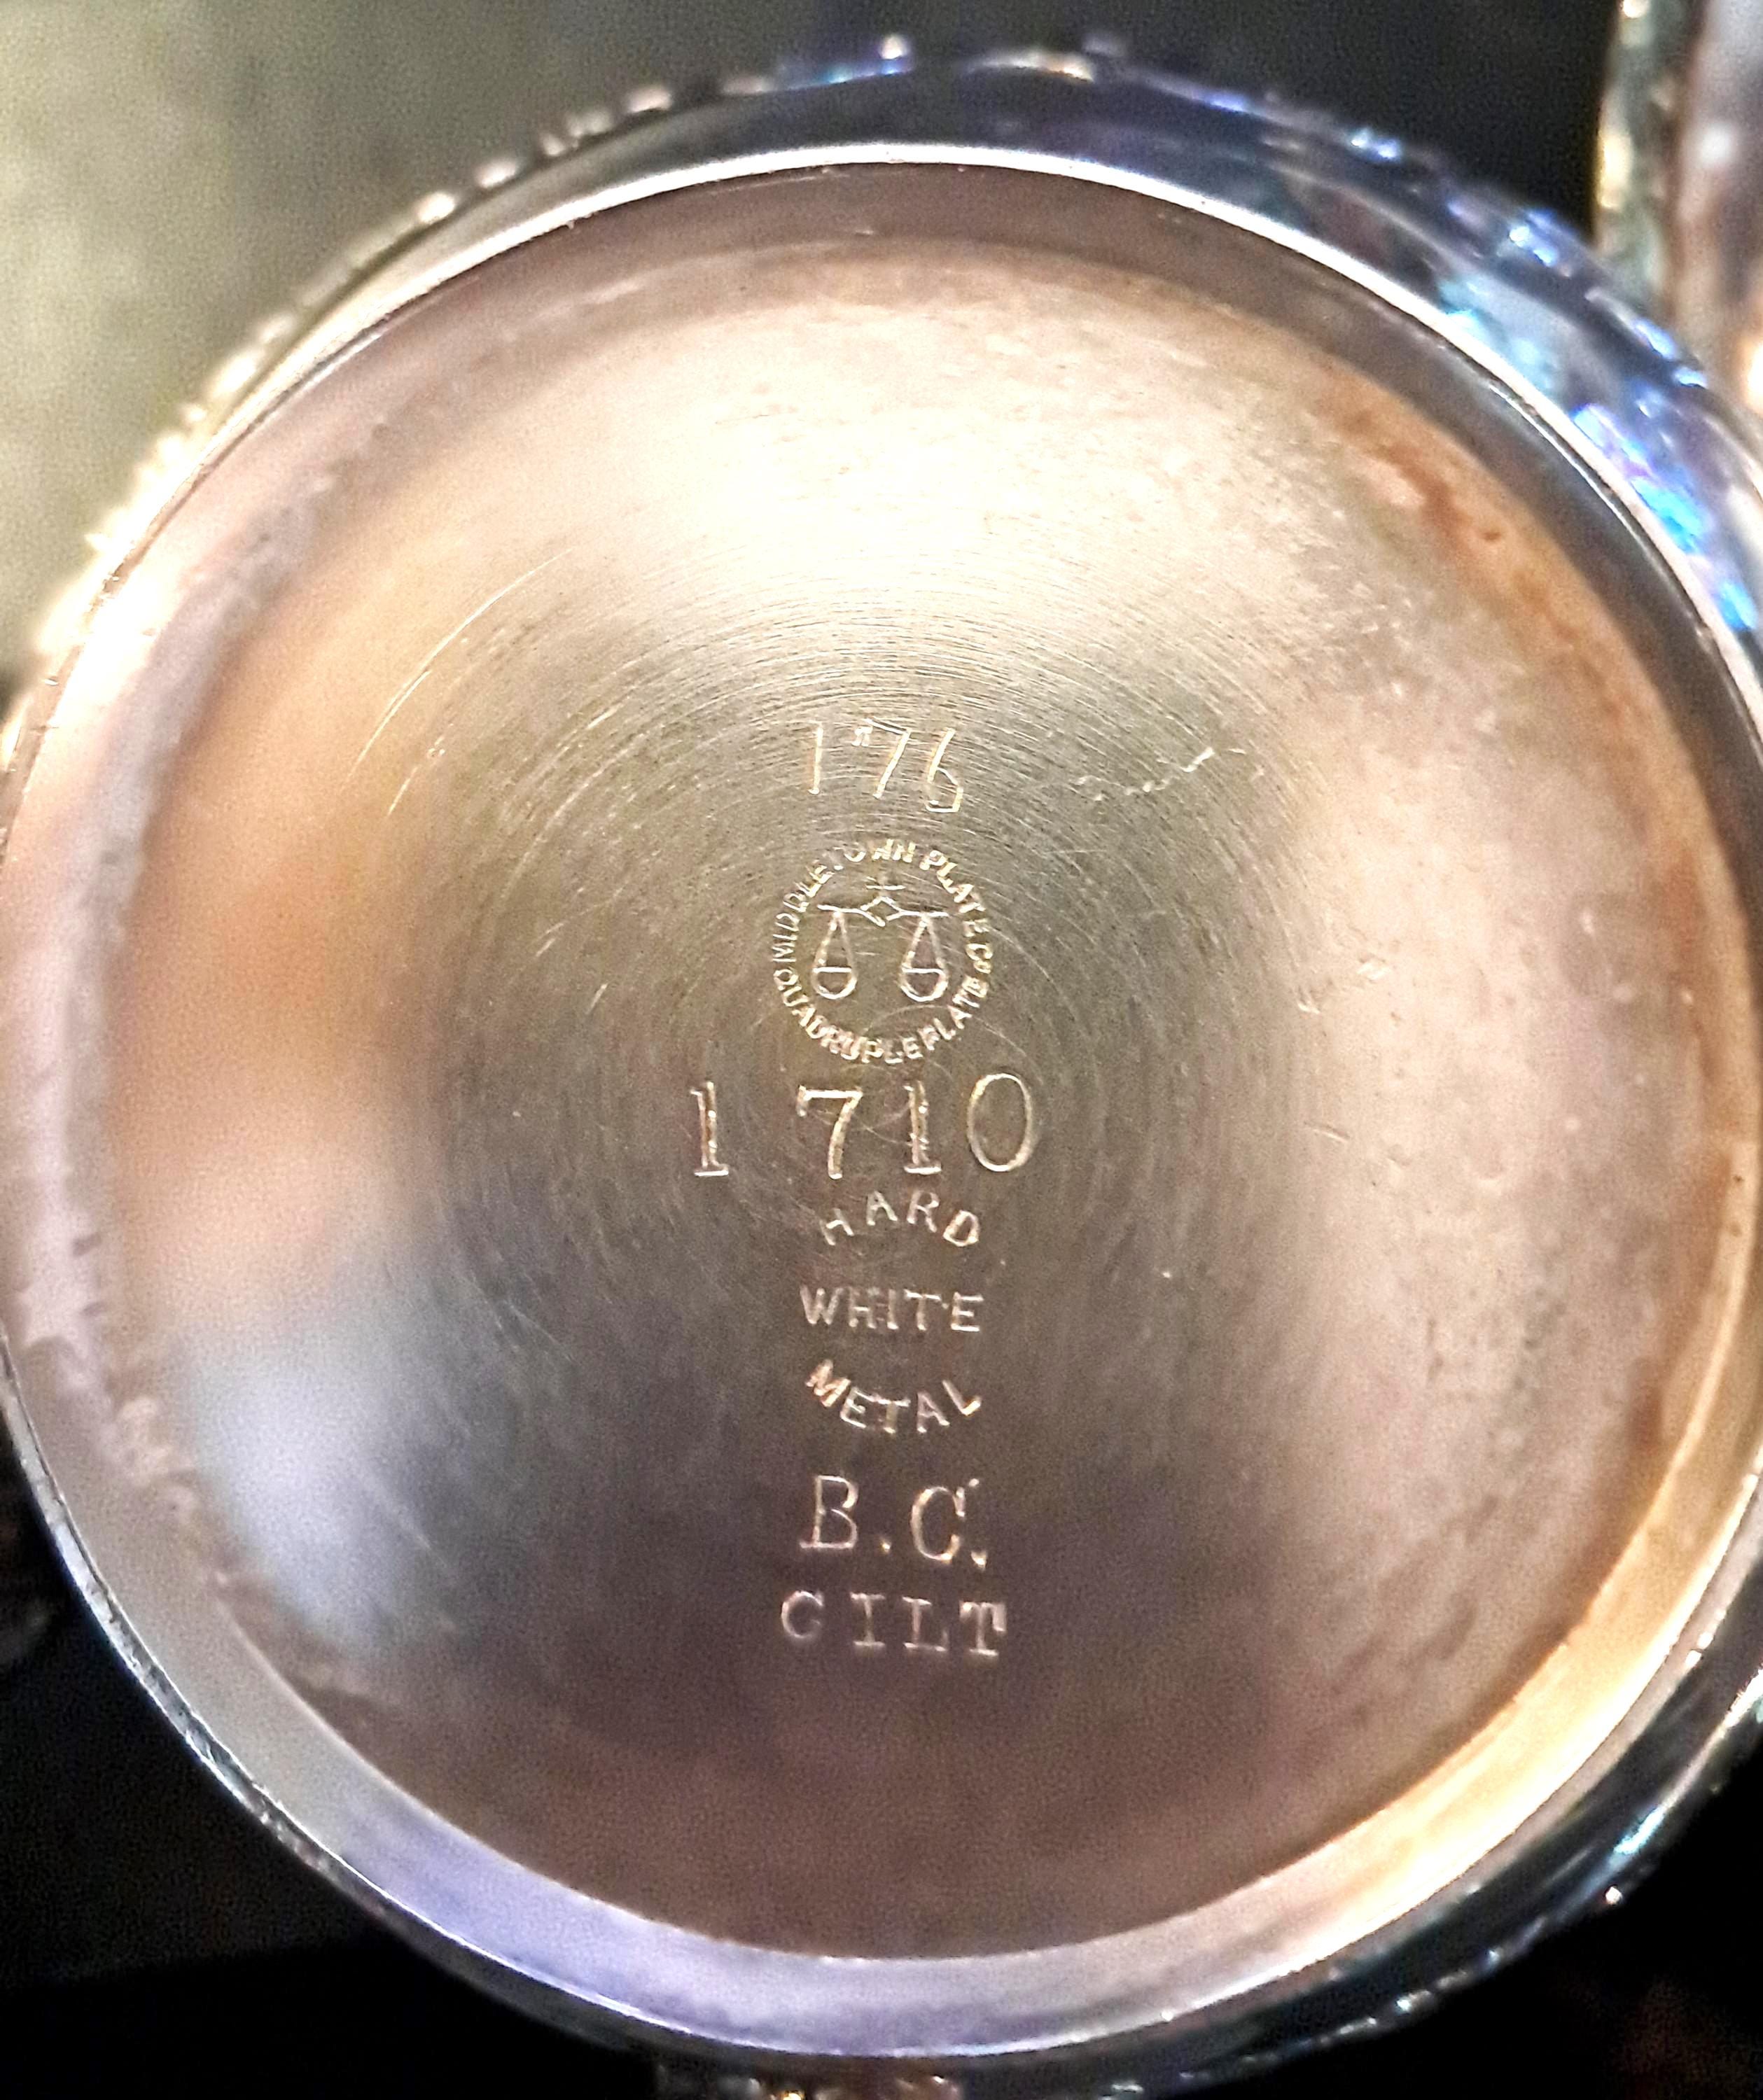 176
MIDDLETOWN PLATE CO
QUADRUPLE PLATE
1710
HARD
WHITE
METAL
B.C.
GILT